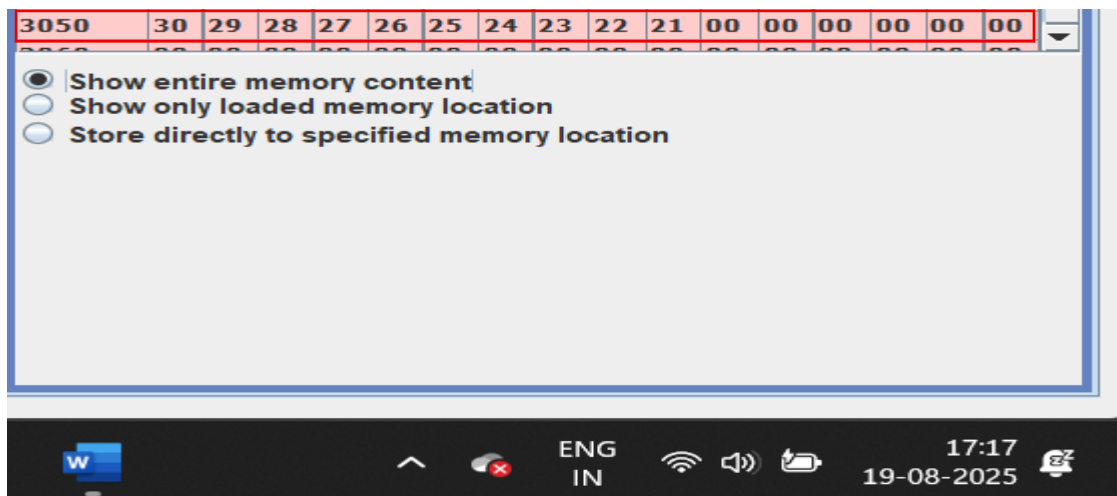 3050 30 29 28 27 26 25 24 23 22 21 00 00 00 00 00 00
Show entire memory content
Show only loaded memory location
Store directly to specified memory location
W
ENG
IN
17:17
19-08-2025